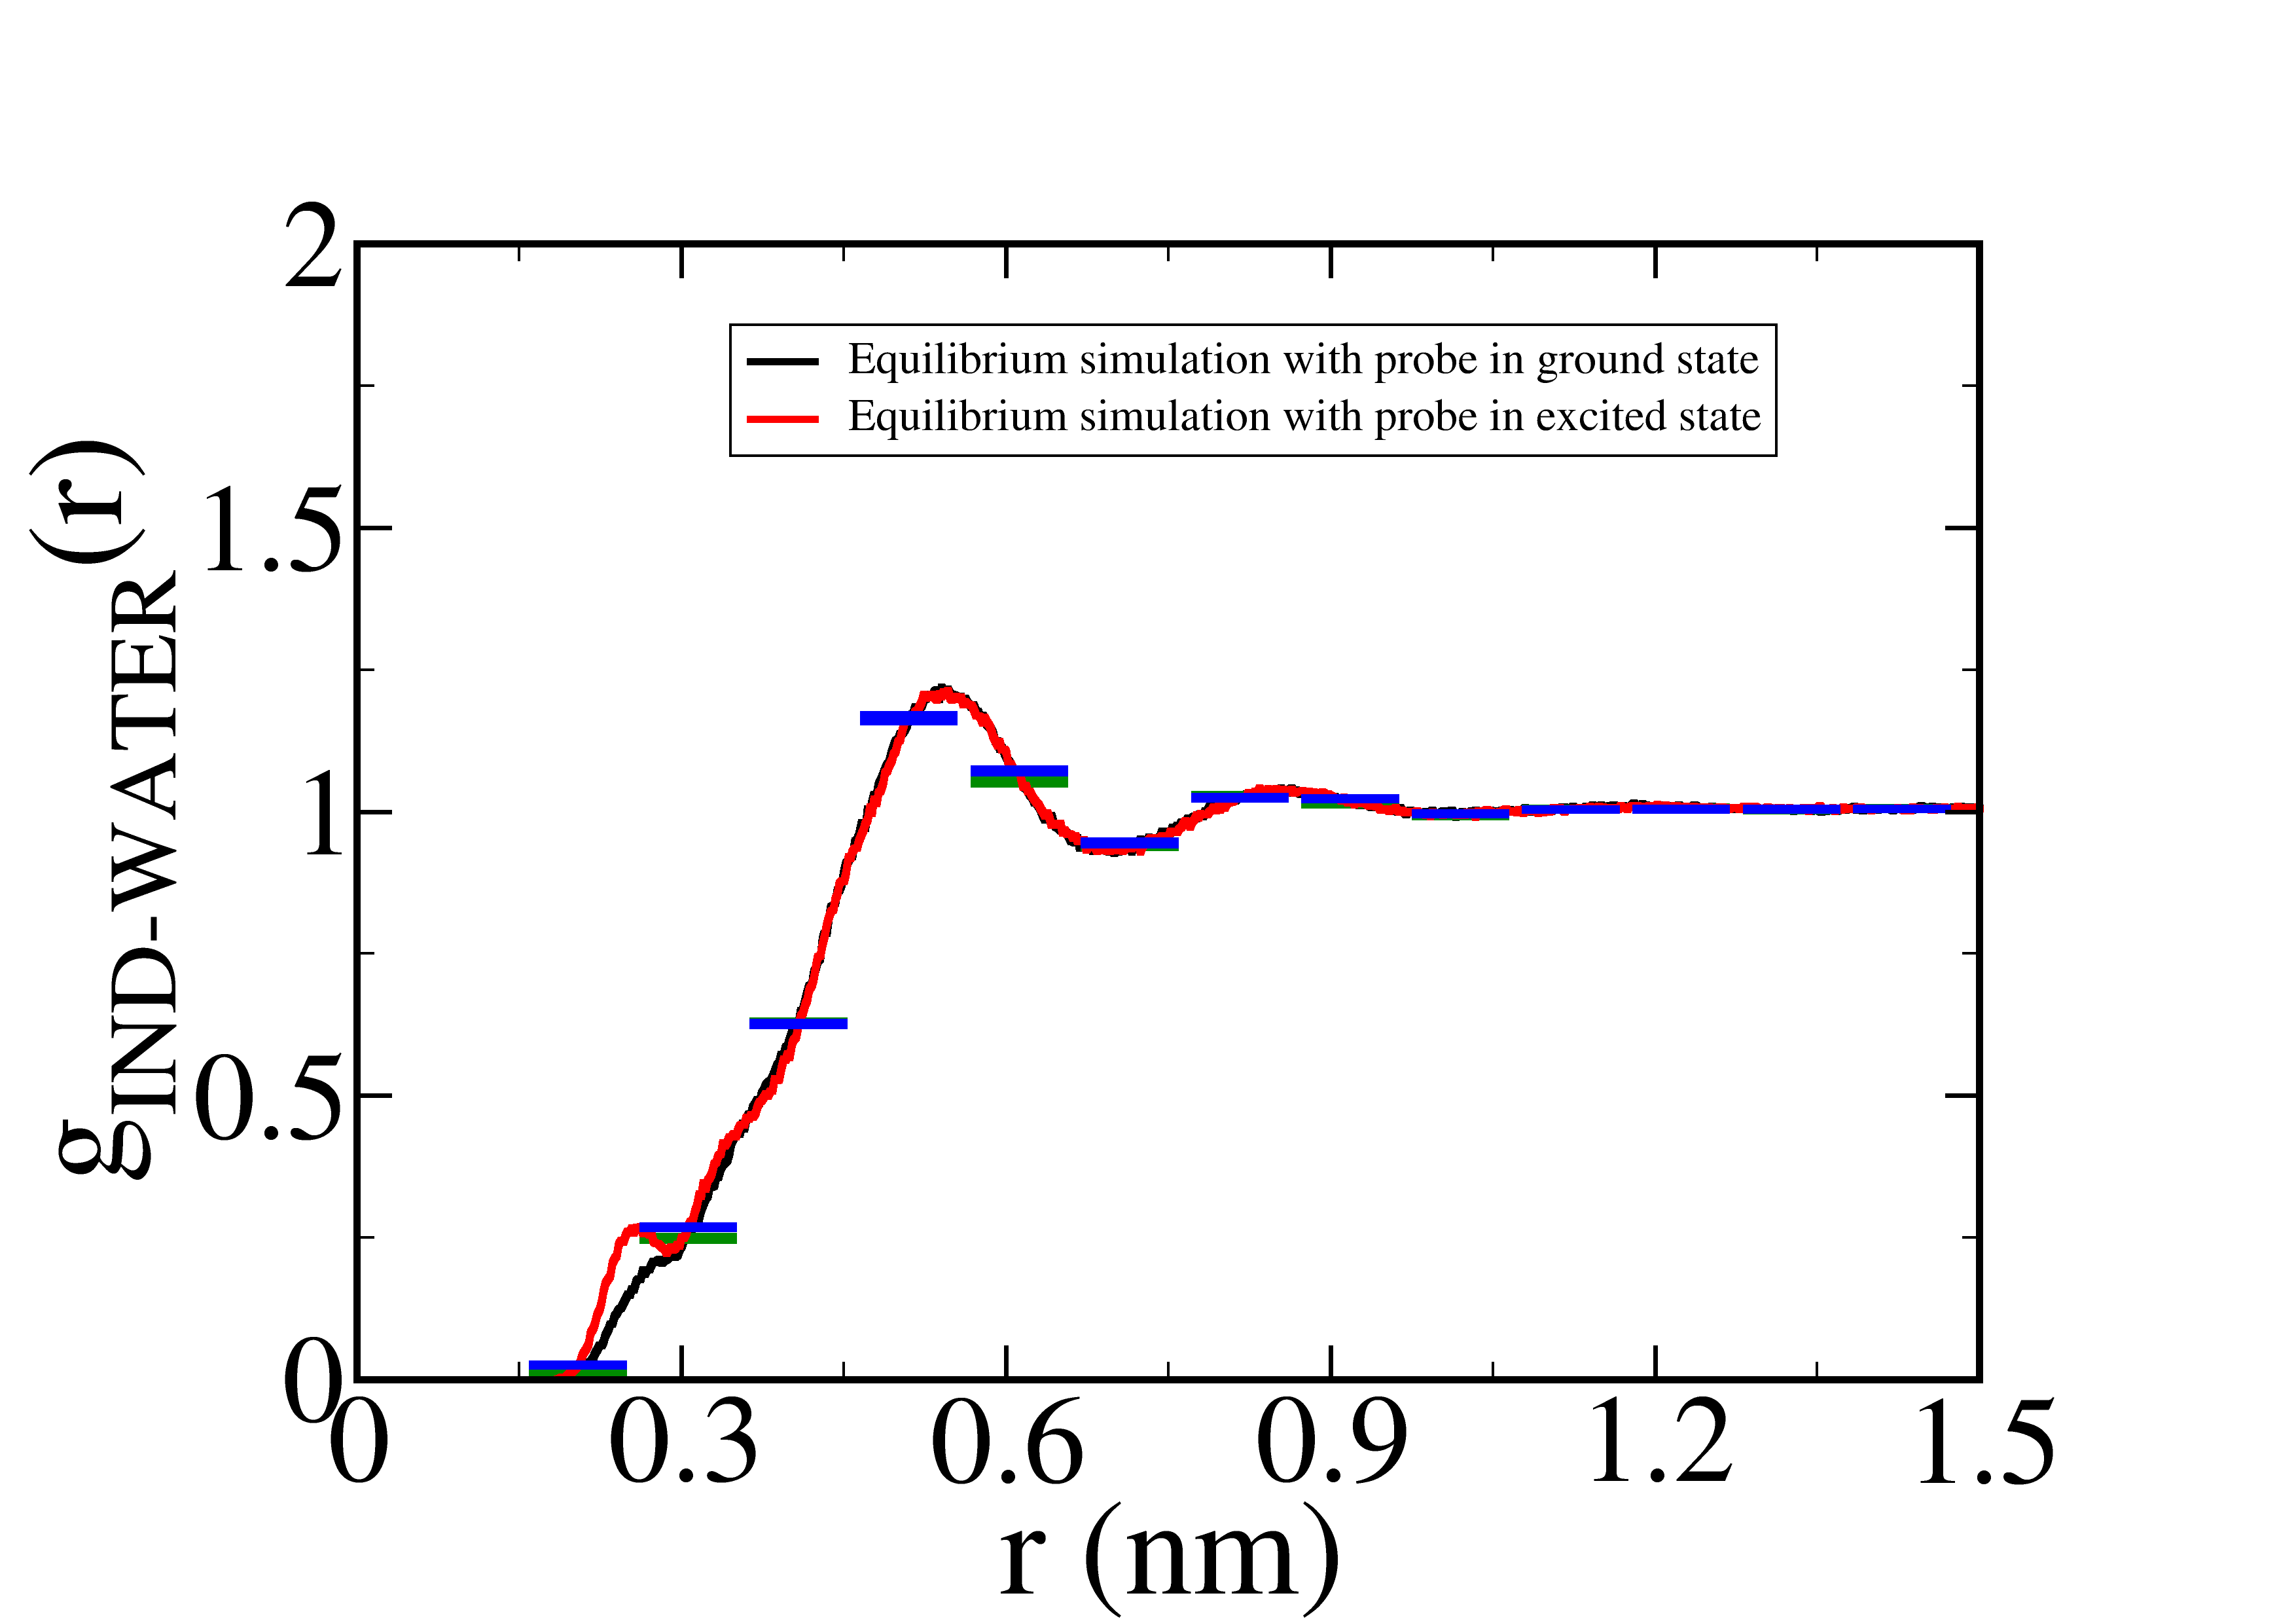 2
1.5
1
0.5
0
gIND-WATER(r)
Equilibrium simulation with probe in ground state
Equilibrium simulation with probe in excited state
0 0.3 0.6 0.9 1.2 1.5
r (nm)